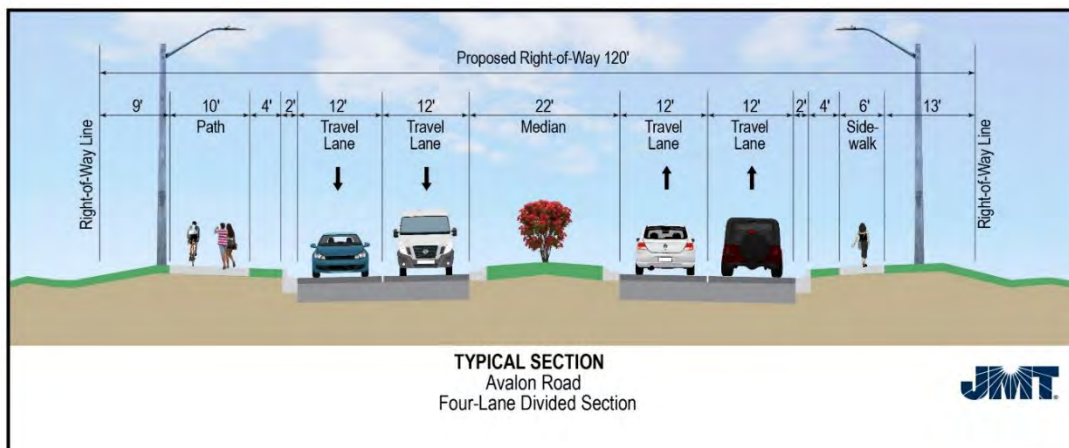 Proposed Right-of-Way 120'
9'
10'
4'
2'
12'
12'
22'
12'
12'
2'
4'
6'
13'
Path
Travel
Lane
Travel
Lane
Median
Travel
Lane
Travel
Lane
Side-
walk
Right-of-Way Line
Right-of-Way Line
TYPICAL SECTION
Avalon Road
Four-Lane Divided Section
JMT